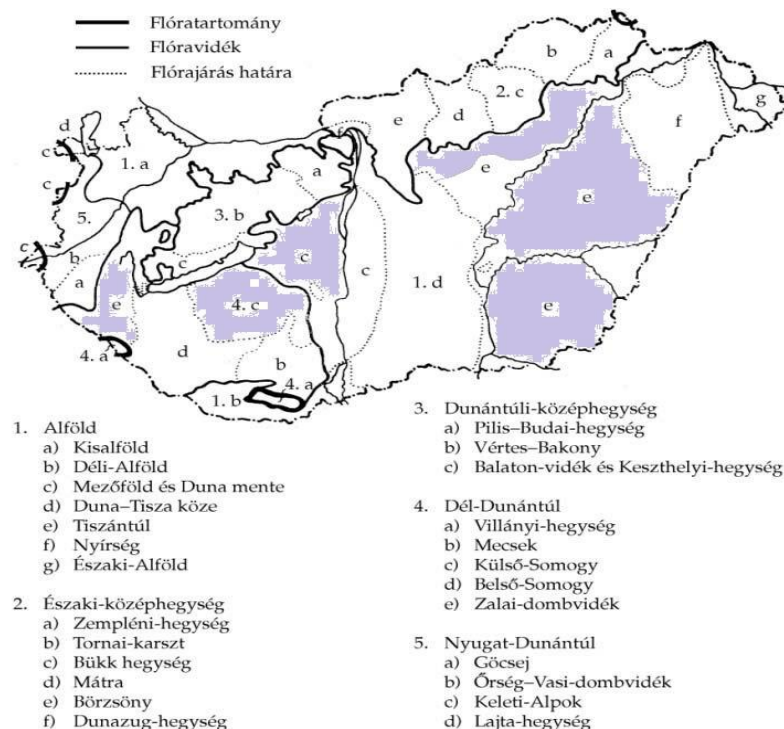 Flóratartomány
Flóravidék
Flórajárás határa
b
a
2. c
d
e
g
f
d
c
1. a
c
5.
3. b
a
e
e
c
b
a
c
c
c
1. d
e
4. c
e
4. a
d
b
4. a
1. b
1. Alföld
a) Kisalföld
b) Déli-Alföld
c) Mezőföld és Duna mente
d) Duna–Tisza köze
e) Tiszántúl
f) Nyírség
g) Északi-Alföld
2. Északi-középhegység
a) Zempléni-hegység
b) Tornai-karszt
c) Bükk hegység
d) Mátra
e) Börzsöny
f) Dunazug-hegység
3. Dunántúli-középhegység
a) Pilis–Budai-hegység
b) Vértes–Bakony
c) Balaton-vidék és Keszthelyi-hegység
4. Dél-Dunántúl
a) Villányi-hegység
b) Mecsek
c) Külső-Somogy
d) Belső-Somogy
e) Zalai-dombvidék
5. Nyugat-Dunántúl
a) Göcsej
b) Őrség–Vasi-dombvidék
c) Keleti-Alpok
d) Lajta-hegység